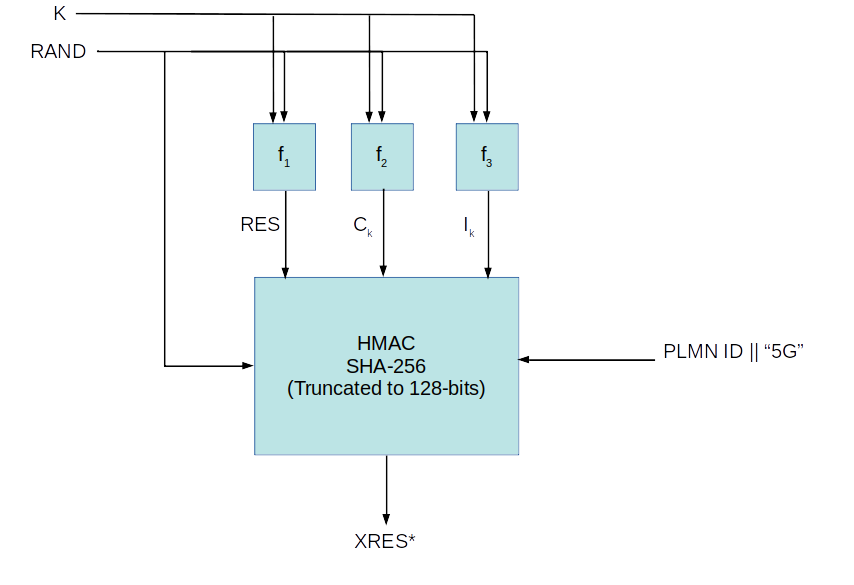 K
RAND
f1
f2
f3
RES
Ck
Ik
HMAC
SHA-256
(Truncated to 128-bits)
PLMN ID || “5G”
XRES*